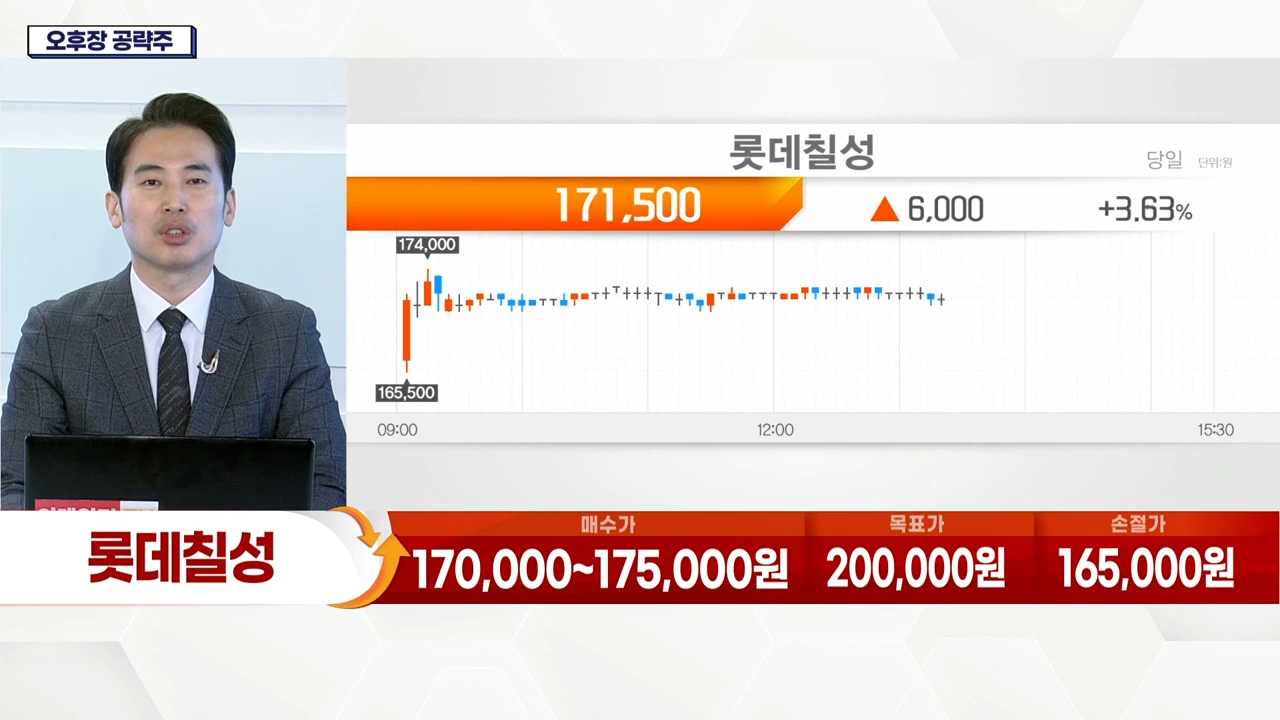 오후장 공략주
롯데칠성
당일 단위:원
171,500 ▲ 6,000 +3.63%
174,000
165,500
09:00 12:00 15:30
롯데칠성
매수가 목표가 손절가
170,000~175,000원 200,000원 165,000원